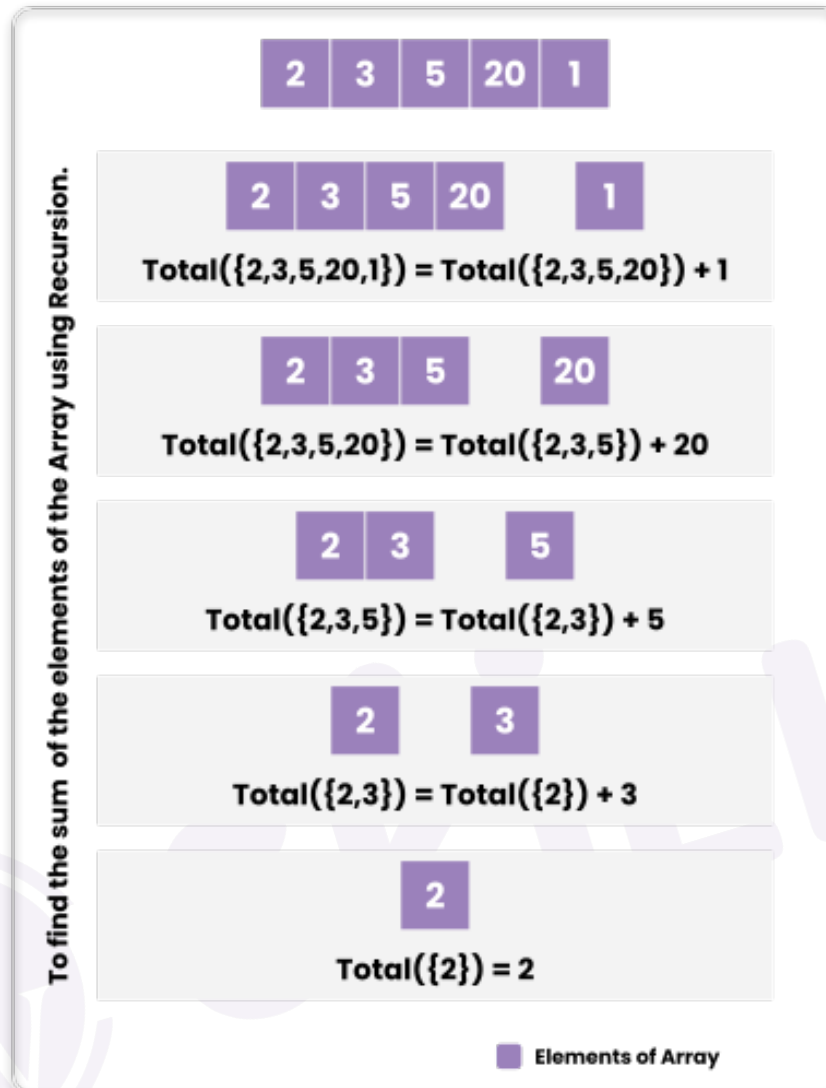 2 3 5 20 1
To find the sum of the elements of the Array using Recursion.
2 3 5 20 1
Total({2,3,5,20,1}) = Total({2,3,5,20}) + 1
2 3 5 20
Total({2,3,5,20}) = Total({2,3,5}) + 20
2 3 5
Total({2,3,5}) = Total({2,3}) + 5
2 3
Total({2,3}) = Total({2}) + 3
2
Total({2}) = 2
Elements of Array